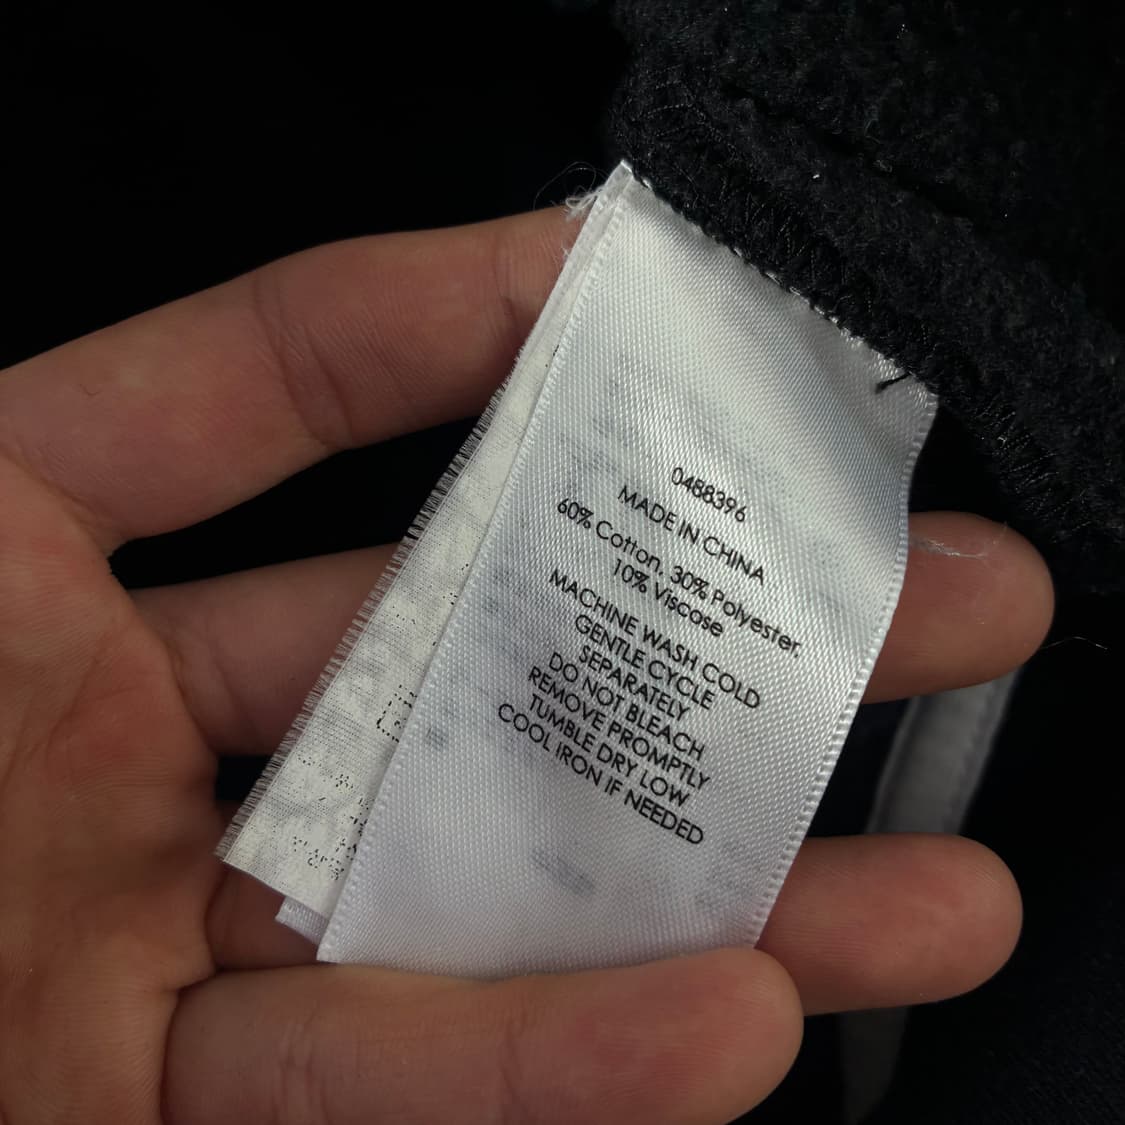 0488396
MADE IN CHINA
60% Cotton, 30% Polyester,
10% Viscose
MACHINE WASH COLD
GENTLE CYCLE
SEPARATELY
DO NOT BLEACH
REMOVE PROMPTLY
TUMBLE DRY LOW
COOL IRON IF NEEDED